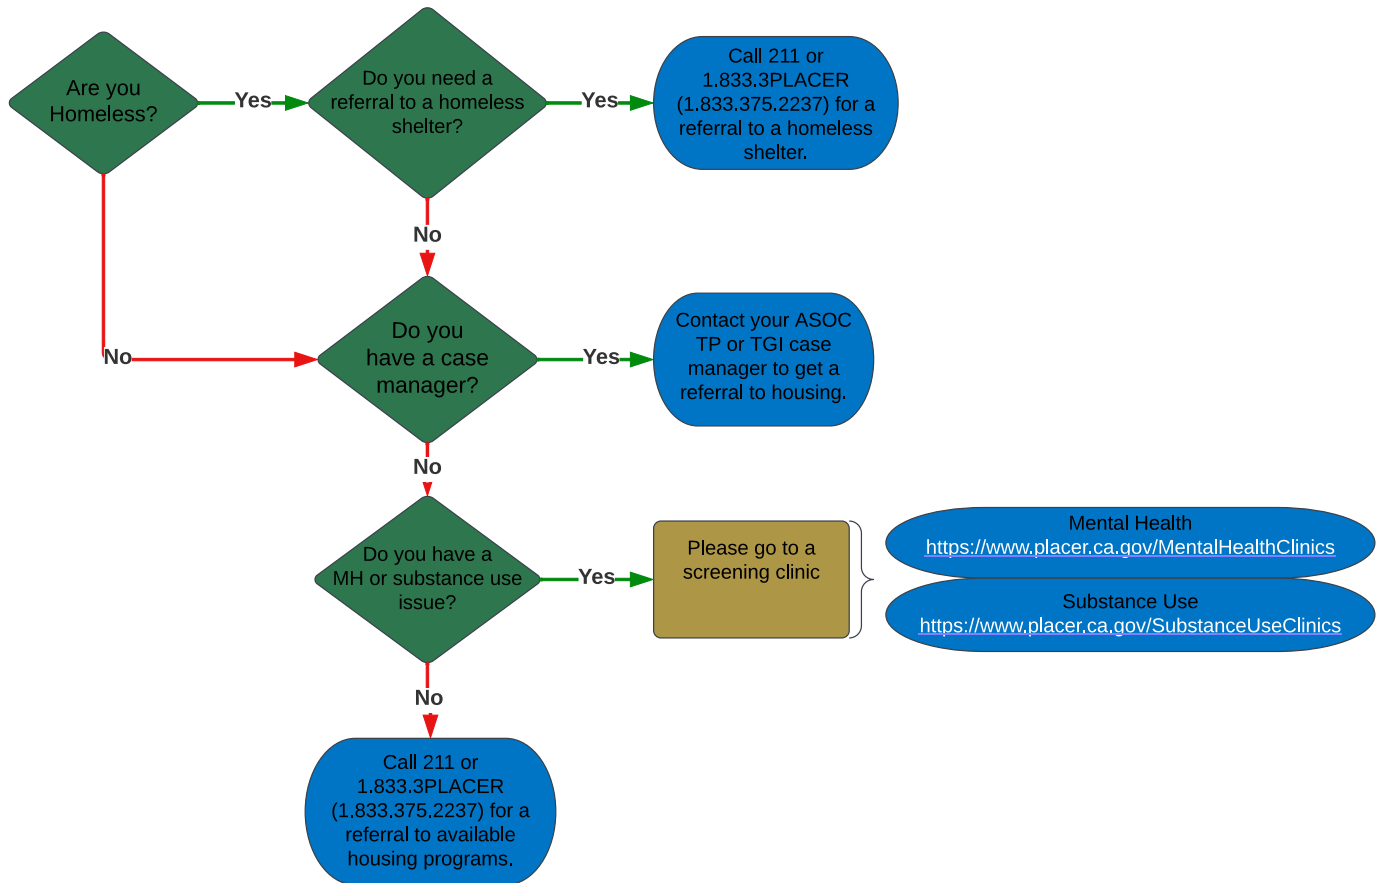 Are you
Homeless?
Yes
Do you need a
referral to a homeless
shelter?
Yes
Call 211 or
1.833.3PLACER
(1.833.375.2237) for a
referral to a homeless
shelter.
No
No
Do you
have a case
manager?
Yes
Contact your ASOC
TP or TGI case
manager to get a
referral to housing.
No
Do you have a
MH or substance use
issue?
Yes
Please go to a
screening clinic
Mental Health
https://www.placer.ca.gov/MentalHealthClinics
Substance Use
https://www.placer.ca.gov/SubstanceUseClinics
No
Call 211 or
1.833.3PLACER
(1.833.375.2237) for a
referral to available
housing programs.